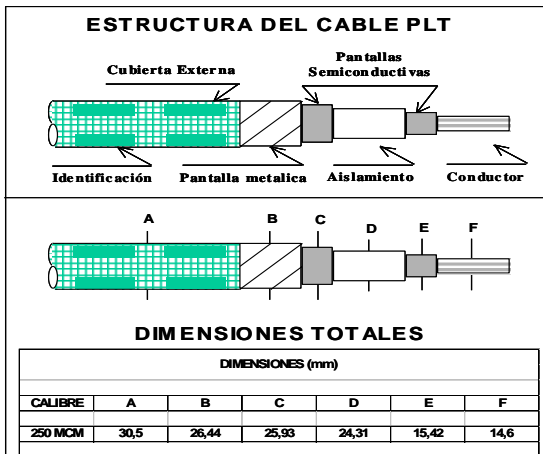 ESTRUCTURA DEL CABLE PLT
Pantallas
Cubierta Externa Semiconductivas
Identificación Pantalla metalica Aislamiento Conductor
A B C D E F
DIMENSIONES TOTALES
DIMENSIONES (mm)
CALIBRE A B C D E F
250 MCM 30,5 26,44 25,93 24,31 15,42 14,6